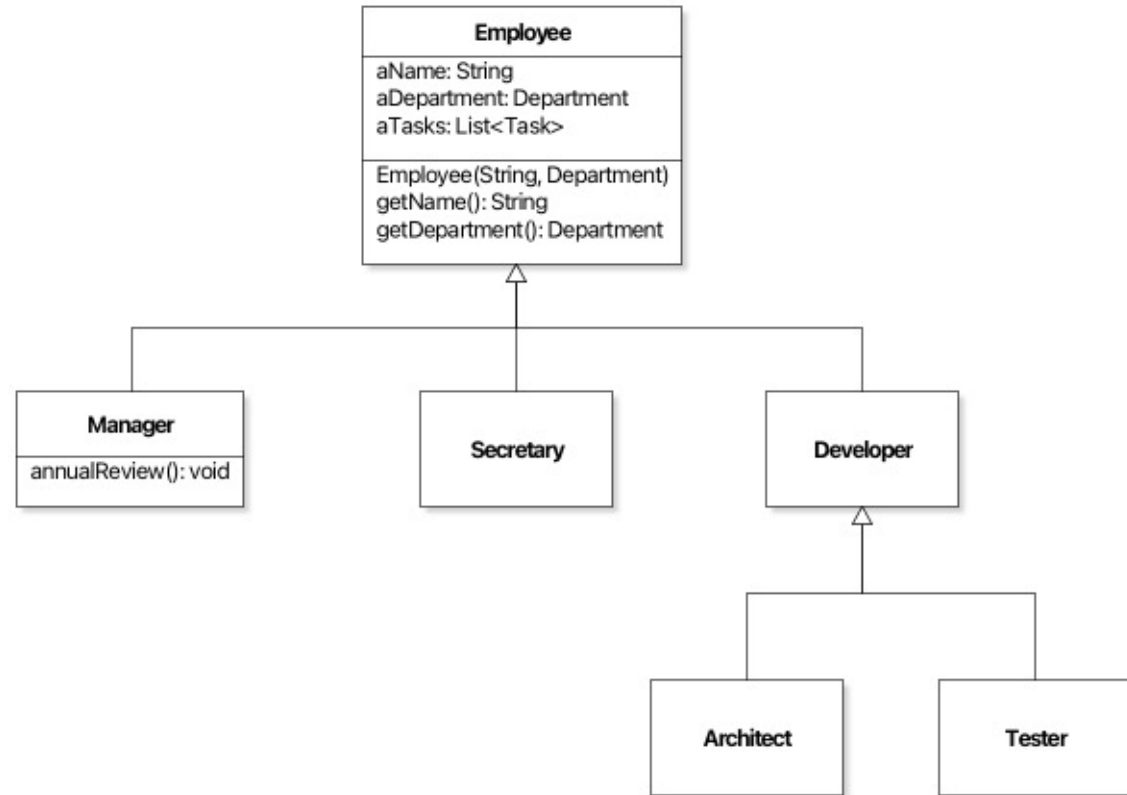 Employee
aName: String
aDepartment: Department
aTasks: List<Task>
Employee(String, Department)
getName(): String
getDepartment(): Department
Manager
annualReview(): void
Secretary
Developer
Architect
Tester